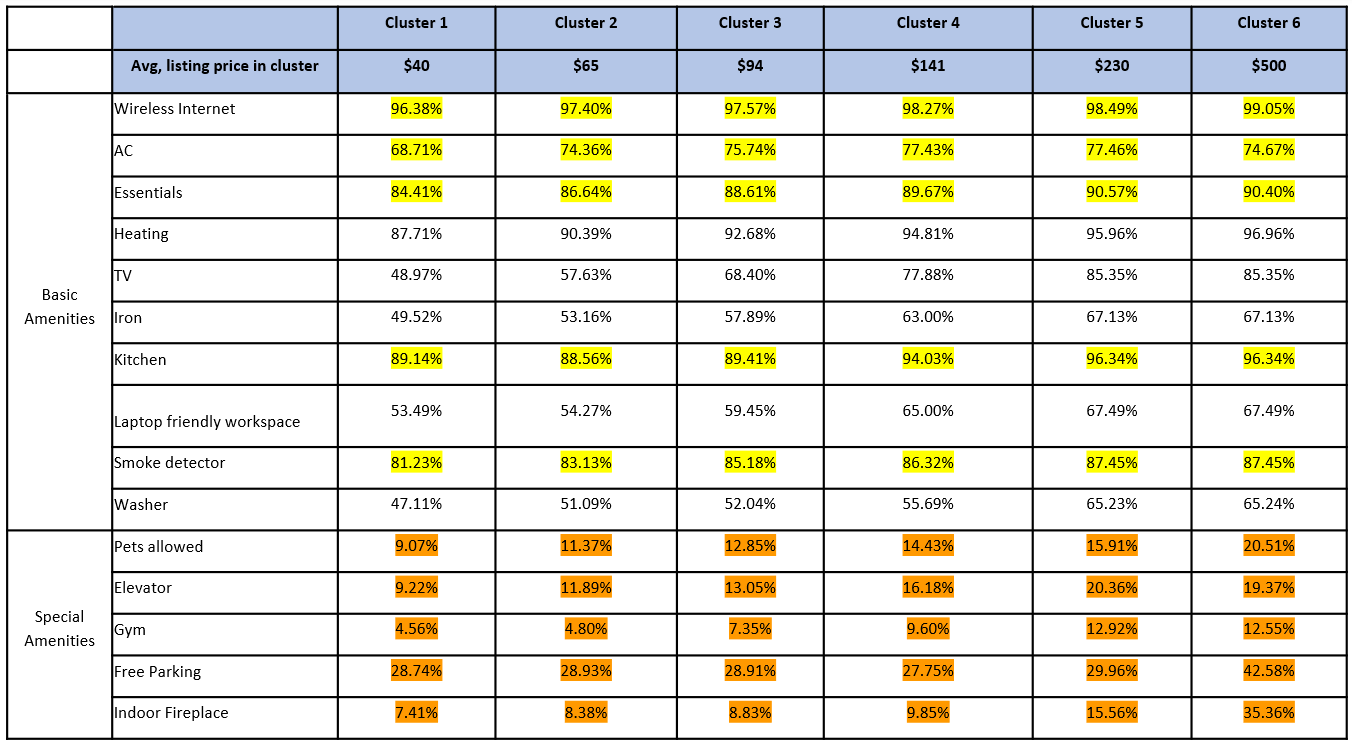 Cluster 1 Cluster 2 Cluster 3 Cluster 4 Cluster 5 Cluster 6
Avg, listing price in cluster $40 $65 $94 $141 $230 $500
Basic
Amenities
Wireless Internet 96.38% 97.40% 97.57% 98.27% 98.49% 99.05%
AC 68.71% 74.36% 75.74% 77.43% 77.46% 74.67%
Essentials 84.41% 86.64% 88.61% 89.67% 90.57% 90.40%
Heating 87.71% 90.39% 92.68% 94.81% 95.96% 96.96%
TV 48.97% 57.63% 68.40% 77.88% 85.35% 85.35%
Iron 49.52% 53.16% 57.89% 63.00% 67.13% 67.13%
Kitchen 89.14% 88.56% 89.41% 94.03% 96.34% 96.34%
Laptop friendly workspace 53.49% 54.27% 59.45% 65.00% 67.49% 67.49%
Smoke detector 81.23% 83.13% 85.18% 86.32% 87.45% 87.45%
Washer 47.11% 51.09% 52.04% 55.69% 65.23% 65.24%
Special
Amenities
Pets allowed 9.07% 11.37% 12.85% 14.43% 15.91% 20.51%
Elevator 9.22% 11.89% 13.05% 16.18% 20.36% 19.37%
Gym 4.56% 4.80% 7.35% 9.60% 12.92% 12.55%
Free Parking 28.74% 28.93% 28.91% 27.75% 29.96% 42.58%
Indoor Fireplace 7.41% 8.38% 8.83% 9.85% 15.56% 35.36%